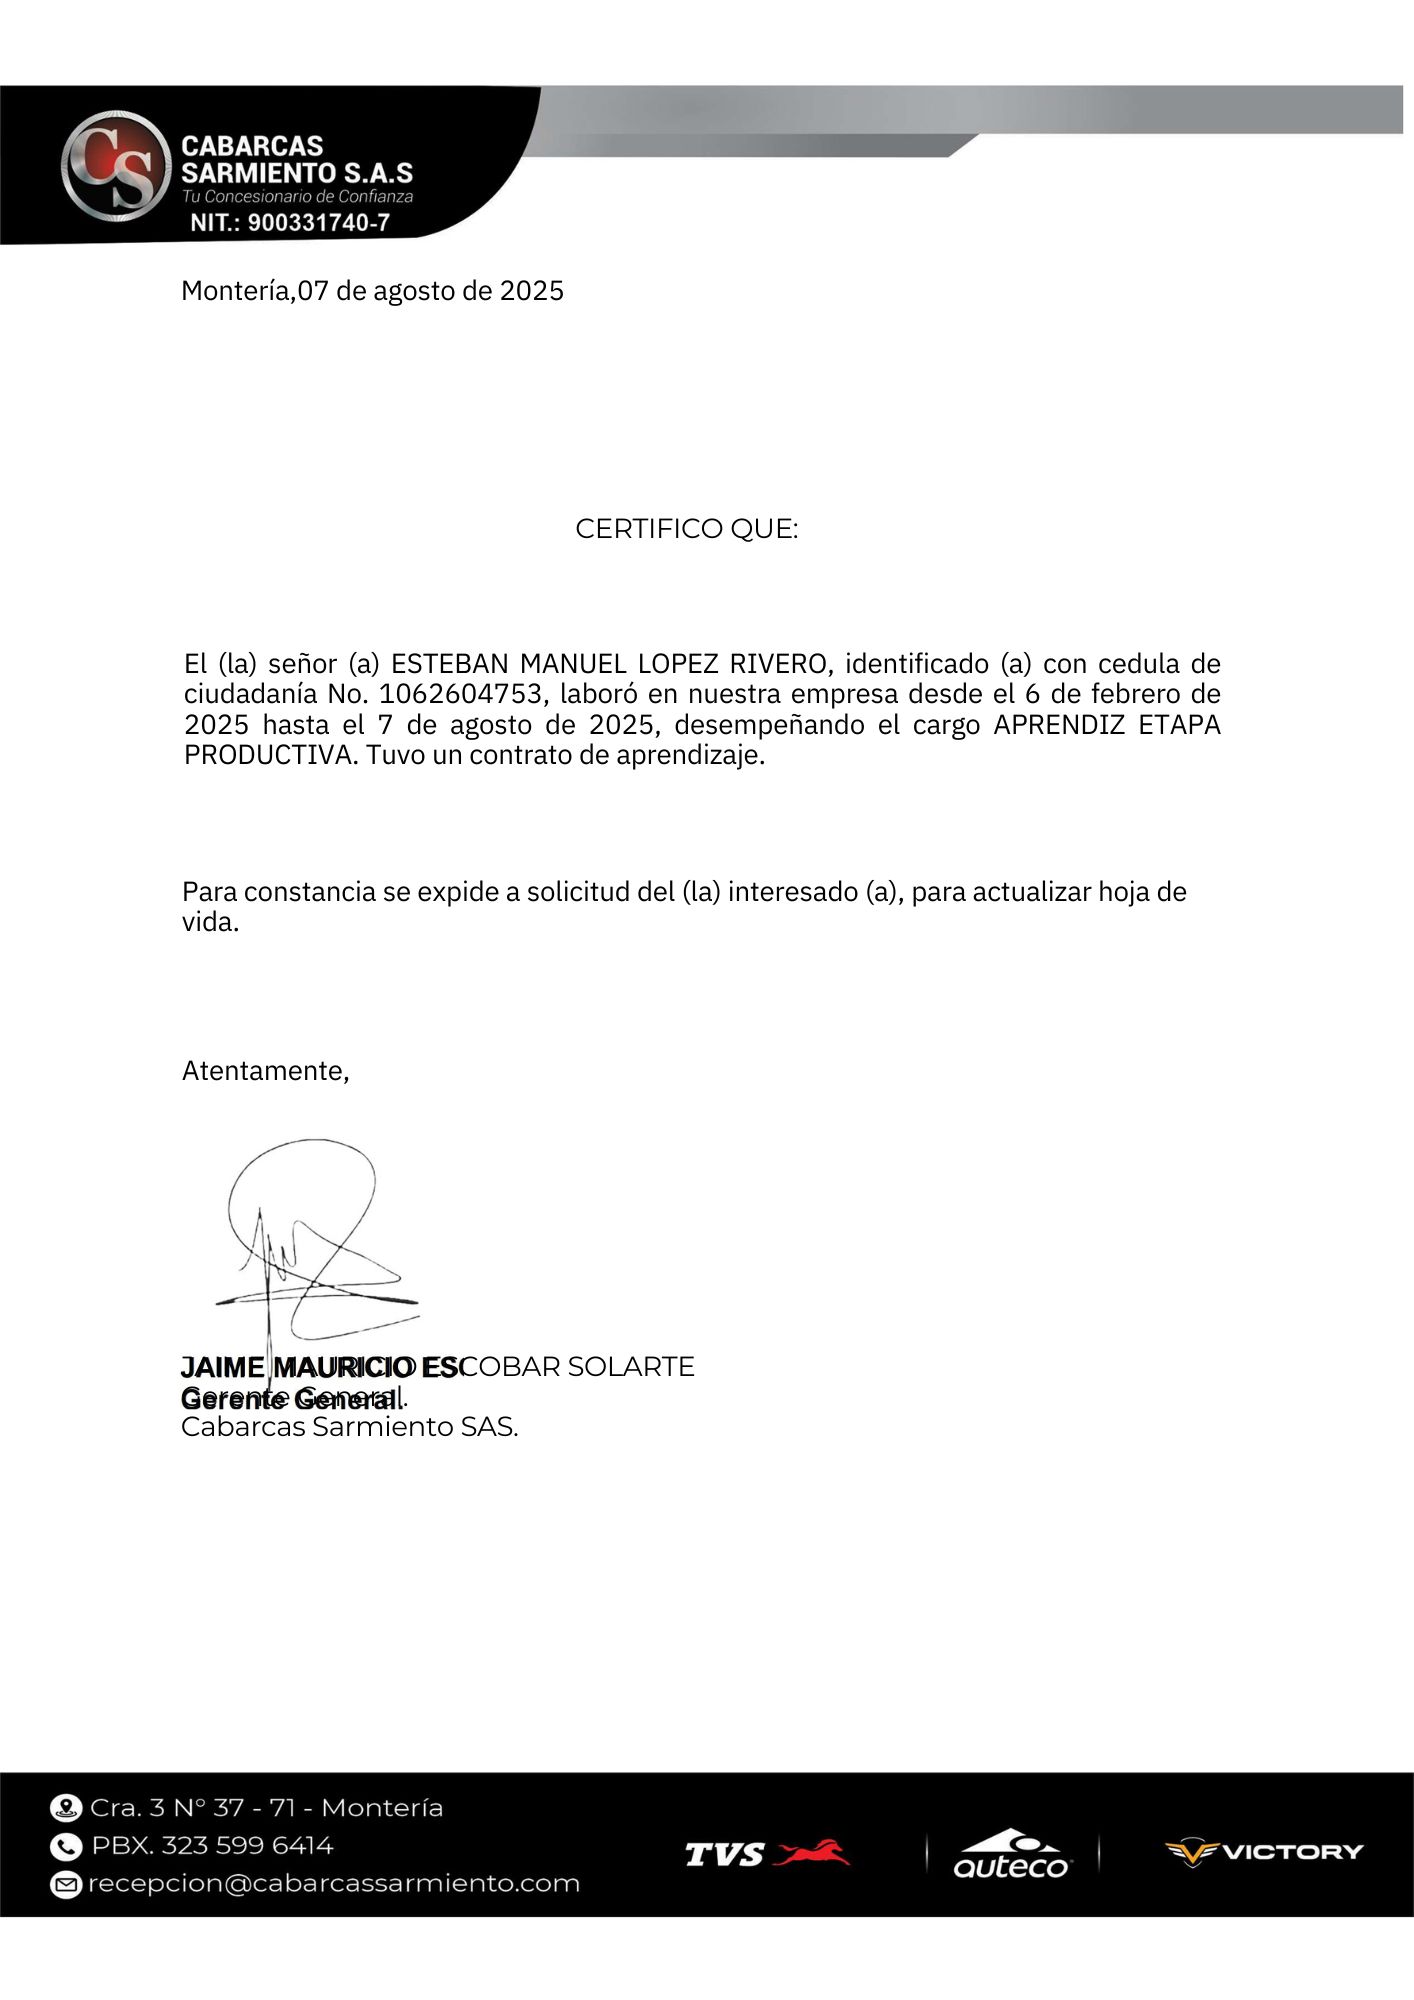 CS
CABARCAS
SARMIENTO S.A.S
Tu Concesionario de Confianza
NIT.: 900331740-7
Montería,07 de agosto de 2025
CERTIFICO QUE:
El (la) señor (a) ESTEBAN MANUEL LOPEZ RIVERO, identificado (a) con cedula de
ciudadanía No. 1062604753, laboró en nuestra empresa desde el 6 de febrero de
2025 hasta el 7 de agosto de 2025, desempeñando el cargo APRENDIZ ETAPA
PRODUCTIVA. Tuvo un contrato de aprendizaje.
Para constancia se expide a solicitud del (la) interesado (a), para actualizar hoja de
vida.
Atentamente,
JAIME MAURICIO ESCOBAR SOLARTE
Gerente General.
Cabarcas Sarmiento SAS.
Cra. 3 N° 37 - 71 - Montería
PBX. 323 599 6414
recepcion@cabarcassarmiento.com
TVS
auteco
VICTORY